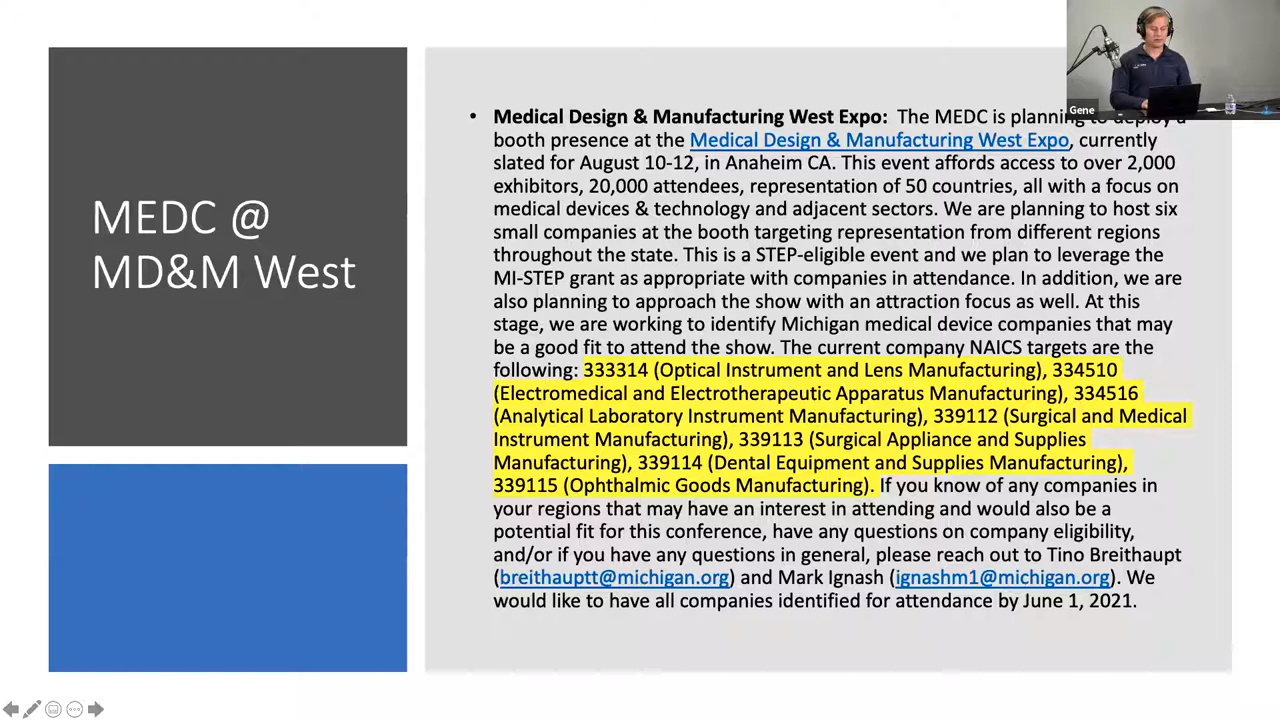 MEDC @
MD&M West
• Medical Design & Manufacturing West Expo: The MEDC is planning to deploy a
booth presence at the Medical Design & Manufacturing West Expo, currently
slated for August 10-12, in Anaheim CA. This event affords access to over 2,000
exhibitors, 20,000 attendees, representation of 50 countries, all with a focus on
medical devices & technology and adjacent sectors. We are planning to host six
small companies at the booth targeting representation from different regions
throughout the state. This is a STEP-eligible event and we plan to leverage the
MI-STEP grant as appropriate with companies in attendance. In addition, we are
also planning to approach the show with an attraction focus as well. At this
stage, we are working to identify Michigan medical device companies that may
be a good fit to attend the show. The current company NAICS targets are the
following: 333314 (Optical Instrument and Lens Manufacturing), 334510
(Electromedical and Electrotherapeutic Apparatus Manufacturing), 334516
(Analytical Laboratory Instrument Manufacturing), 339112 (Surgical and Medical
Instrument Manufacturing), 339113 (Surgical Appliance and Supplies
Manufacturing), 339114 (Dental Equipment and Supplies Manufacturing),
339115 (Ophthalmic Goods Manufacturing). If you know of any companies in
your regions that may have an interest in attending and would also be a
potential fit for this conference, have any questions on company eligibility,
and/or if you have any questions in general, please reach out to Tino Breithaupt
(breithauptt@michigan.org) and Mark Ignash (ignashm1@michigan.org). We
would like to have all companies identified for attendance by June 1, 2021.
Gene